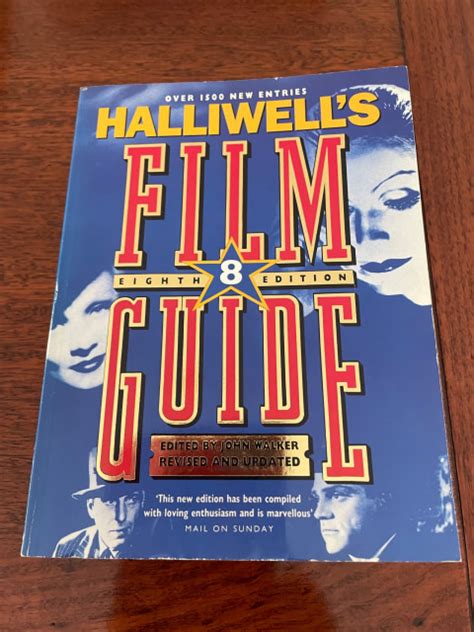 OVER 1500 NEW ENTRIES
HALLIWELL'S
FILM
EIGHTH 8 EDITION
GUIDE
EDITED BY JOHN WALKER
REVISED AND UPDATED
'This new edition has been compiled
with loving enthusiasm and is marvellous'
MAIL ON SUNDAY